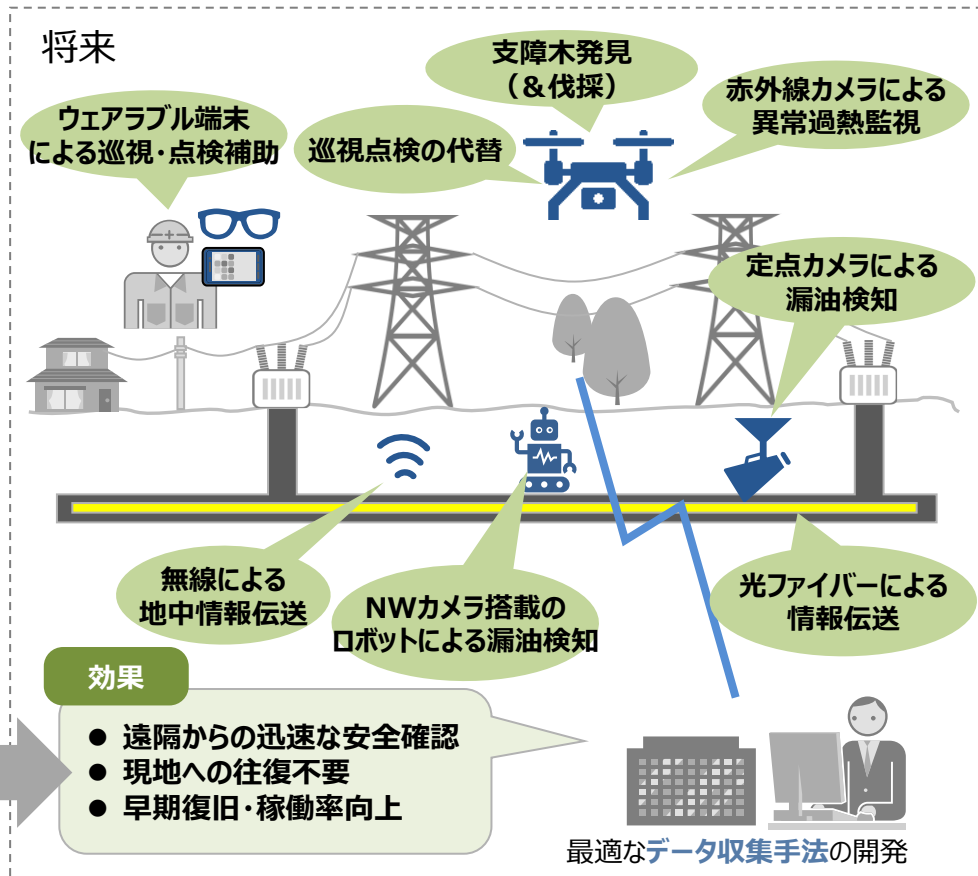 将来
支障木発見
(&伐採)
赤外線カメラによる
異常過熱監視
ウェアラブル端末
による巡視・点検補助
巡視点検の代替
定点カメラによる
漏油検知
無線による
地中情報伝送
NWカメラ搭載の
ロボットによる漏油検知
光ファイバーによる
情報伝送
効果
● 遠隔からの迅速な安全確認
● 現地への往復不要
● 早期復旧・稼働率向上
最適なデータ収集手法の開発